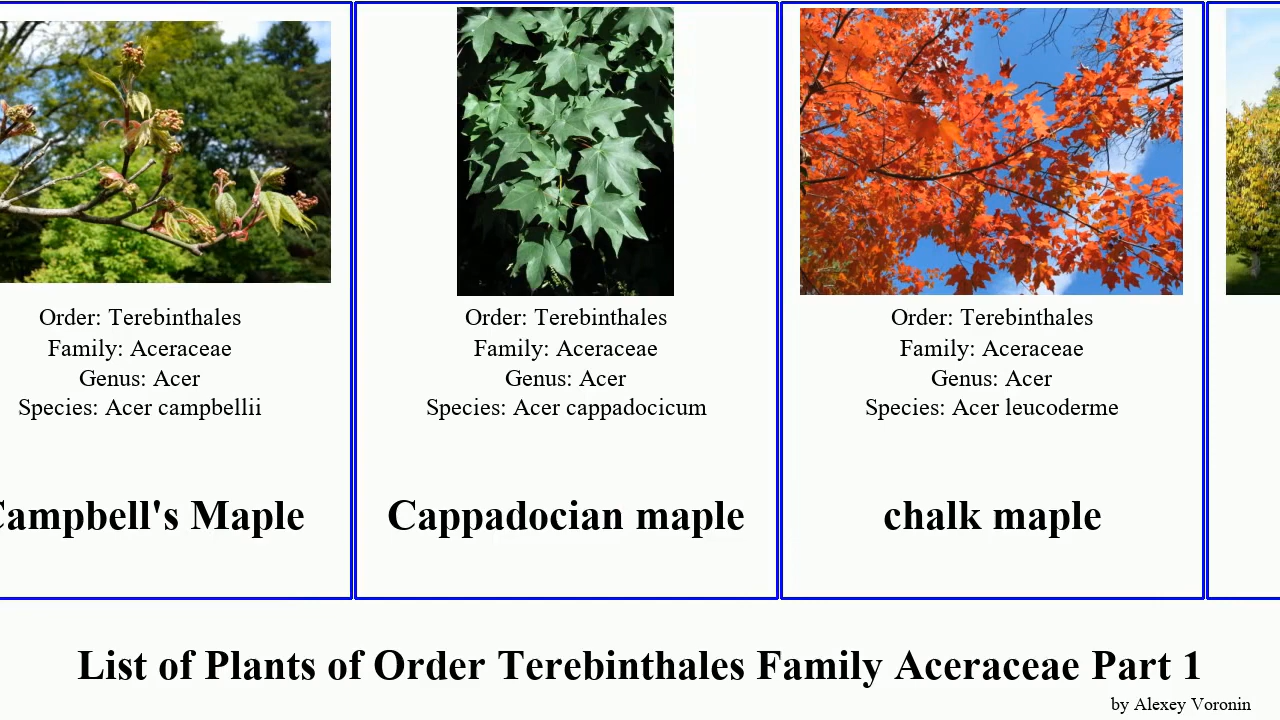 Order: Terebinthales
Family: Aceraceae
Genus: Acer
Species: Acer campbellii
Campbell's Maple
Order: Terebinthales
Family: Aceraceae
Genus: Acer
Species: Acer cappadocicum
Cappadocian maple
Order: Terebinthales
Family: Aceraceae
Genus: Acer
Species: Acer leucoderme
chalk maple
List of Plants of Order Terebinthales Family Aceraceae Part 1
by Alexey Voronin